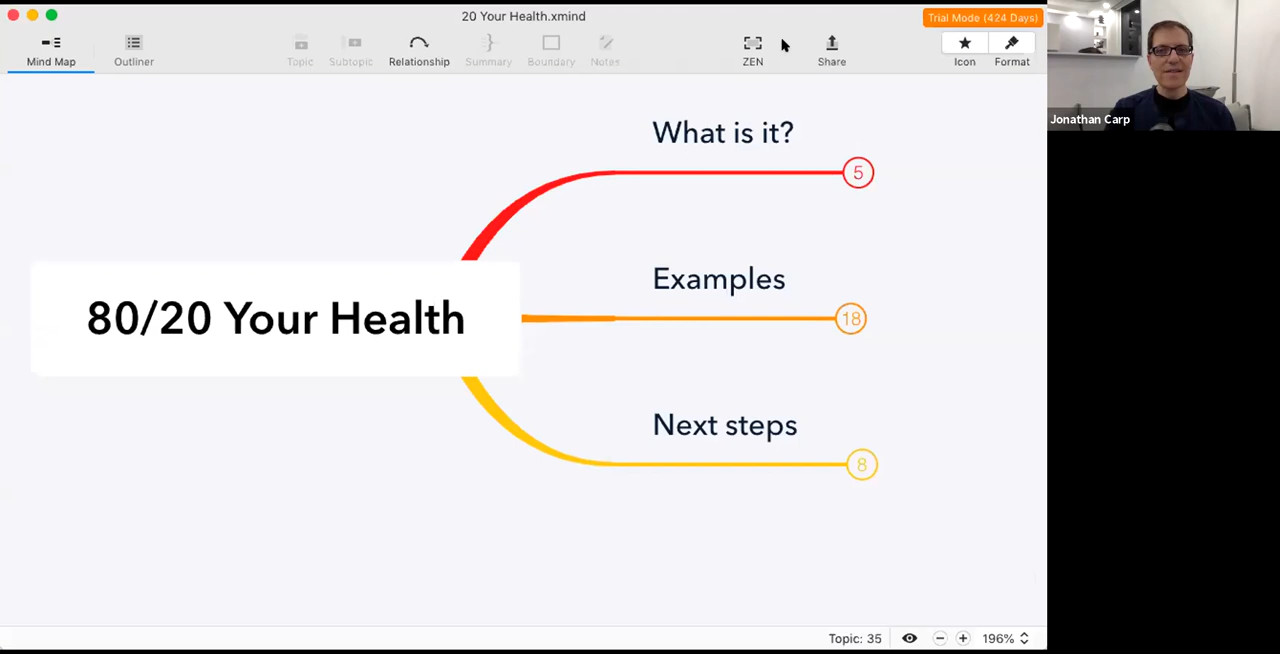 20 Your Health.xmind
Trial Mode (424 Days)
Mind Map
Outliner
Topic
Subtopic
Relationship
Summary
Boundary
Notes
ZEN
Share
Icon
Format
Jonathan Carp
What is it?
5
80/20 Your Health
Examples
18
Next steps
8
Topic: 35
196%